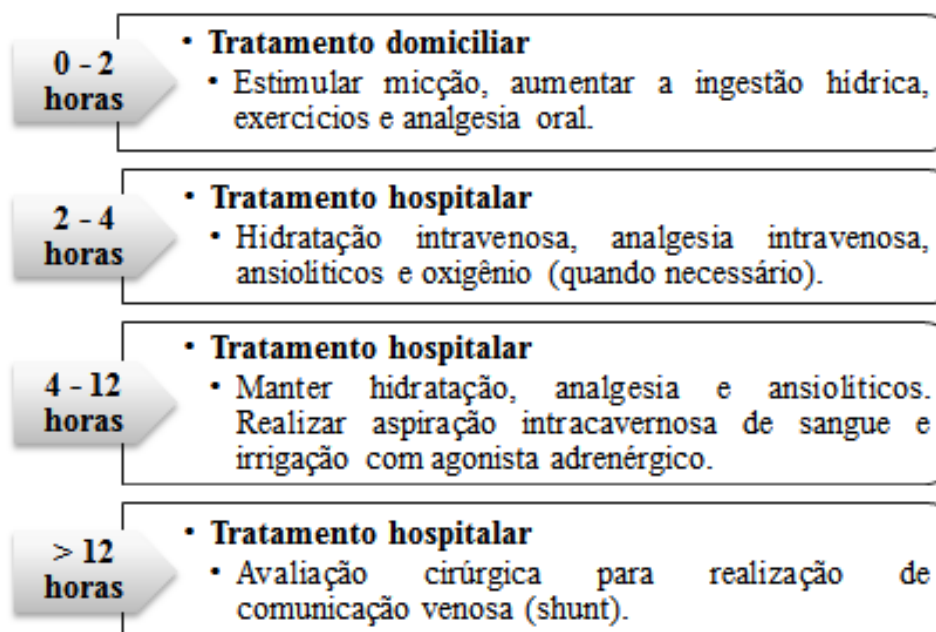 0 - 2
horas
• Tratamento domiciliar
• Estimular micção, aumentar a ingestão hídrica,
exercícios e analgesia oral.
2 - 4
horas
• Tratamento hospitalar
• Hidratação intravenosa, analgesia intravenosa,
ansiolíticos e oxigênio (quando necessário).
4 - 12
horas
• Tratamento hospitalar
• Manter hidratação, analgesia e ansiolíticos.
Realizar aspiração intracavernosa de sangue e
irrigação com agonista adrenérgico.
> 12
horas
• Tratamento hospitalar
• Avaliação cirúrgica para realização de
comunicação venosa (shunt).